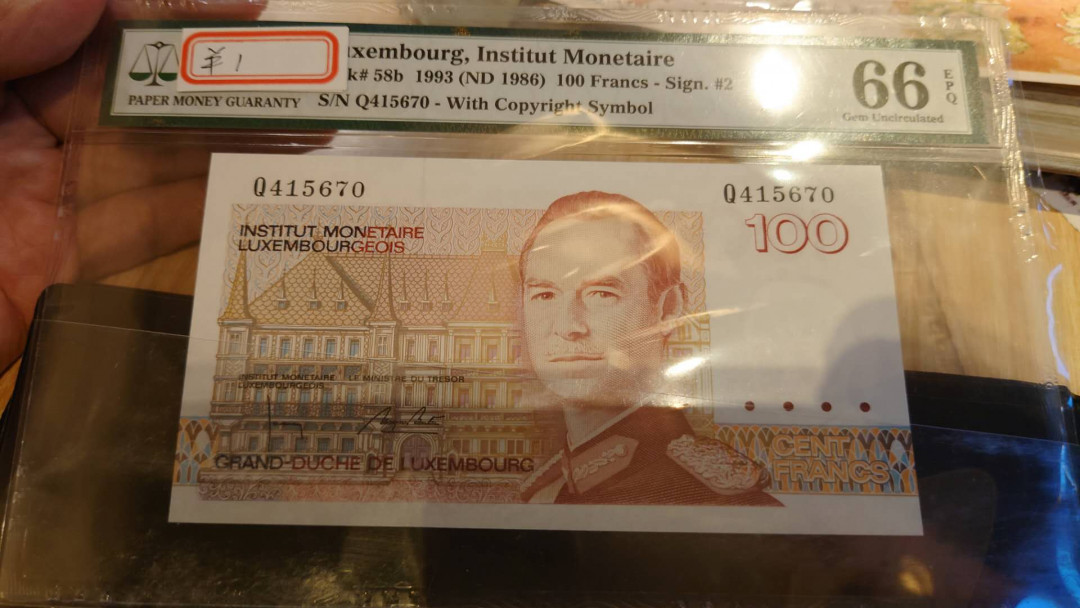 ¥1
xembourg, Institut Monetaire
k# 58b 1993 (ND 1986) 100 Francs - Sign. #2
PAPER MONEY GUARANTY
S/N Q415670 - With Copyright Symbol
66
EPQ
Gem Uncirculated
Q415670
Q415670
100
INSTITUT MONETAIRE
LUXEMBOURGEOIS
INSTITUT MONETAIRE
LUXEMBOURGEOIS
LE MINISTRE DU TRESOR
GRAND-DUCHE DE LUXEMBOURG
CENT
FRANCS